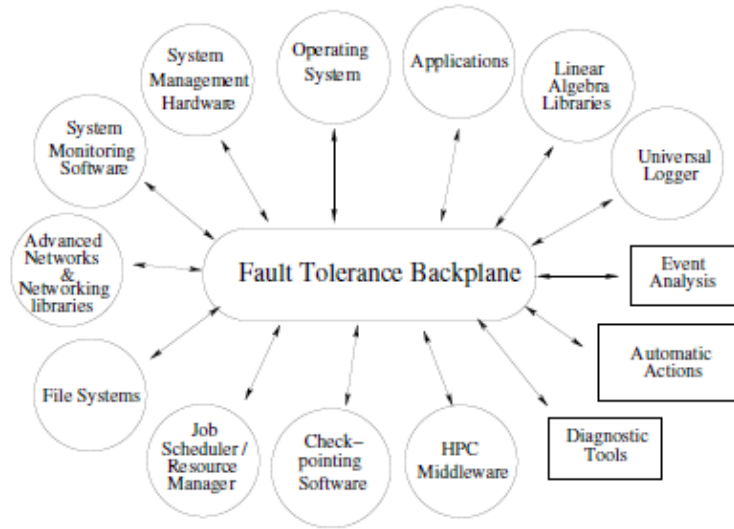 System
Management
Hardware
Operating
System
Applications
Linear
Algebra
Libraries
System
Monitoring
Software
Universal
Logger
Advanced
Networks
&
Networking
libraries
Fault Tolerance Backplane
Event
Analysis
Automatic
Actions
File Systems
Job
Scheduler /
Resource
Manager
Check-
pointing
Software
HPC
Middleware
Diagnostic
Tools